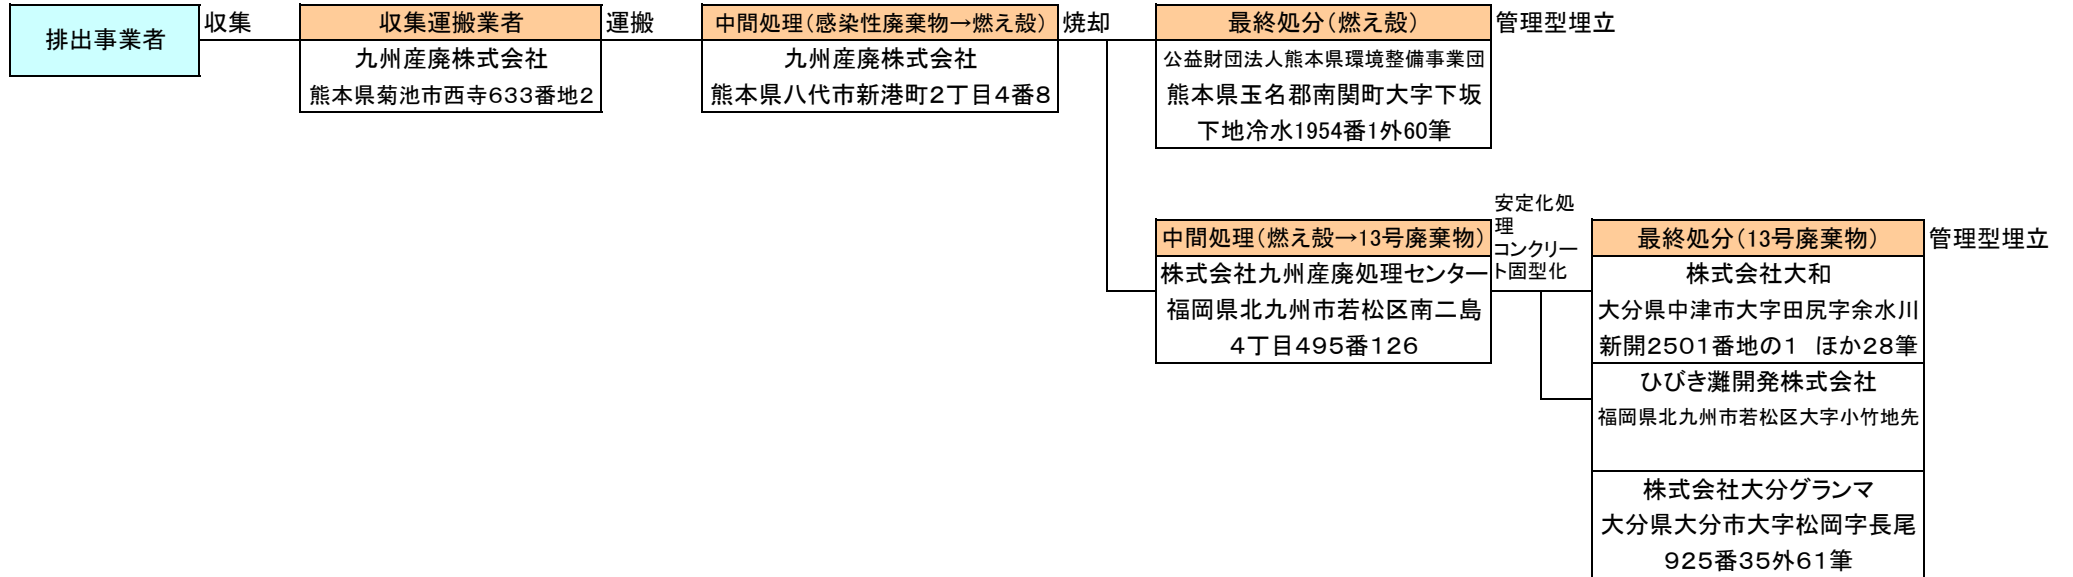 排出事業者
収集
収集運搬業者
九州産廃株式会社
熊本県菊池市西寺633番地2
運搬
中間処理(感染性廃棄物→燃え殻)
九州産廃株式会社
熊本県八代市新港町2丁目4番8
焼却
最終処分(燃え殻)
公益財団法人熊本県環境整備事業団
熊本県玉名郡南関町大字下坂
下地冷水1954番1外60筆
管理型埋立
中間処理(燃え殻→13号廃棄物)
株式会社九州産廃処理センター
福岡県北九州市若松区南二島
4丁目495番126
安定化処
理
コンクリー
ト固型化
最終処分(13号廃棄物)
株式会社大和
大分県中津市大字田尻字余水川
新開2501番地の1 ほか28筆
ひびき灘開発株式会社
福岡県北九州市若松区大字小竹地先
株式会社大分グランマ
大分県大分市大字松岡字長尾
925番35外61筆
管理型埋立